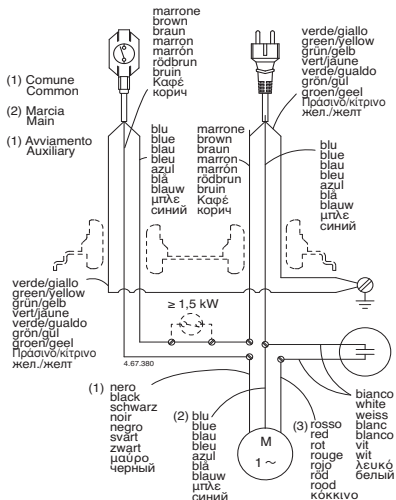 marrone
brown
braun
marron
marrón
rödbrun
bruin
Καφέ
корич
verde/giallo
green/yellow
grün/gelb
vert/jaune
verde/gualdo
grön/gül
groen/geel
Πράσινο/κίτρινο
жел./желт
(1) Comune
Common
(2) Marcia
Main
(1) Avviamento
Auxiliary
blu
blue
blau
bleu
azul
blå
blauw
μπλε
синий
marrone
brown
braun
marron
marrón
rödbrun
bruin
Καφέ
корич
blu
blue
blau
bleu
azul
blå
blauw
μπλε
синий
verde/giallo
green/yellow
grün/gelb
vert/jaune
verde/gualdo
grön/gül
groen/geel
Πράσινο/κίτρινο
жел./желт
≥ 1,5 kW
4.67.380
(1) nero
black
schwarz
noir
negro
svart
zwart
μαύρο
черный
(2) blu
blue
blau
bleu
azul
blå
blauw
μπλε
синий
M
1 ~
(3) rosso
red
rot
rouge
rojo
röd
rood
κόκκινο
bianco
white
weiss
blanc
blanco
vit
wit
λευκό
белый